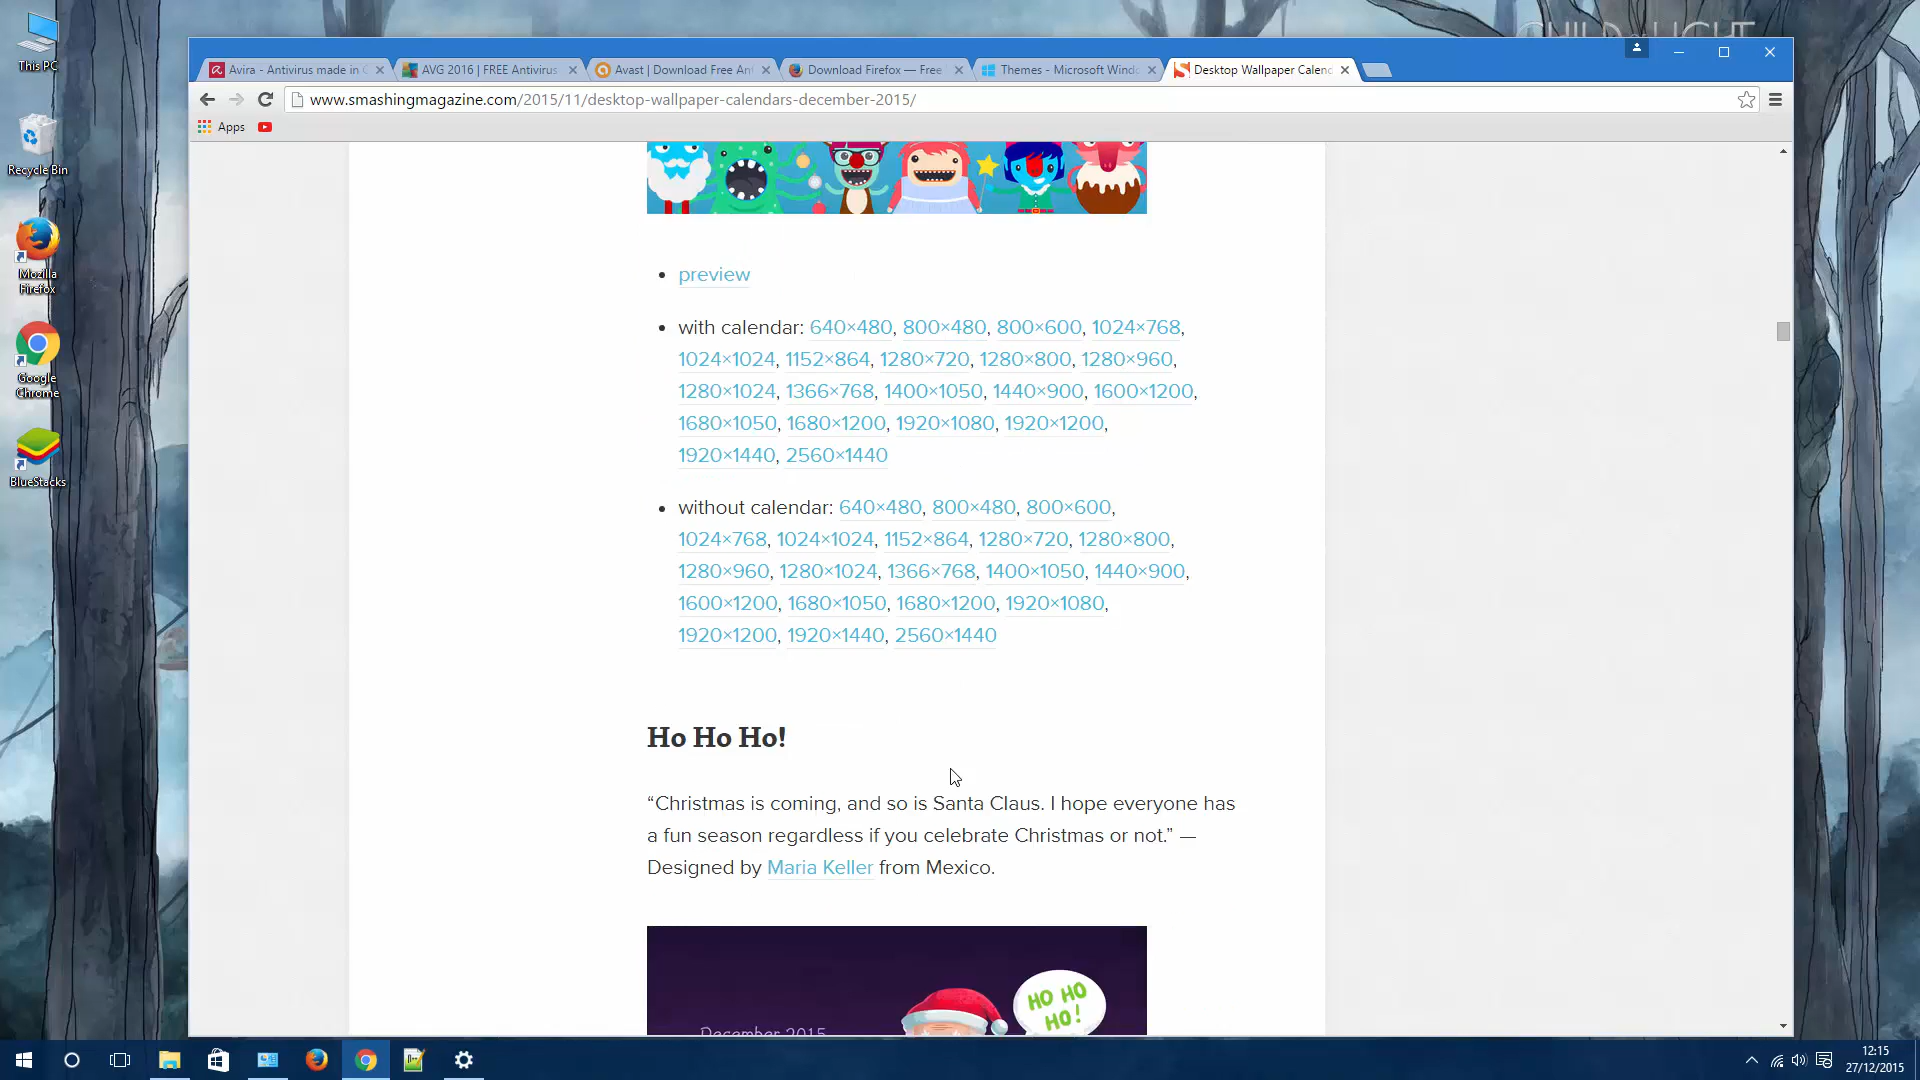 CHILD of LIGHT
This PC
Recycle Bin
Mozilla
Firefox
Google
Chrome
BlueStacks
Avira - Antivirus made in G
AVG 2016 | FREE Antivirus
Avast | Download Free Ant
Download Firefox — Free
Themes - Microsoft Windo
Desktop Wallpaper Calend
www.smashingmagazine.com/2015/11/desktop-wallpaper-calendars-december-2015/
Apps
preview
with calendar: 640×480, 800×480, 800×600, 1024×768,
1024×1024, 1152×864, 1280×720, 1280×800, 1280×960,
1280×1024, 1366×768, 1400×1050, 1440×900, 1600×1200,
1680×1050, 1680×1200, 1920×1080, 1920×1200,
1920×1440, 2560×1440
without calendar: 640×480, 800×480, 800×600,
1024×768, 1024×1024, 1152×864, 1280×720, 1280×800,
1280×960, 1280×1024, 1366×768, 1400×1050, 1440×900,
1600×1200, 1680×1050, 1680×1200, 1920×1080,
1920×1200, 1920×1440, 2560×1440
Ho Ho Ho!
“Christmas is coming, and so is Santa Claus. I hope everyone has
a fun season regardless if you celebrate Christmas or not.” —
Designed by Maria Keller from Mexico.
HO HO
HO!
December 2015
12:15
27/12/2015